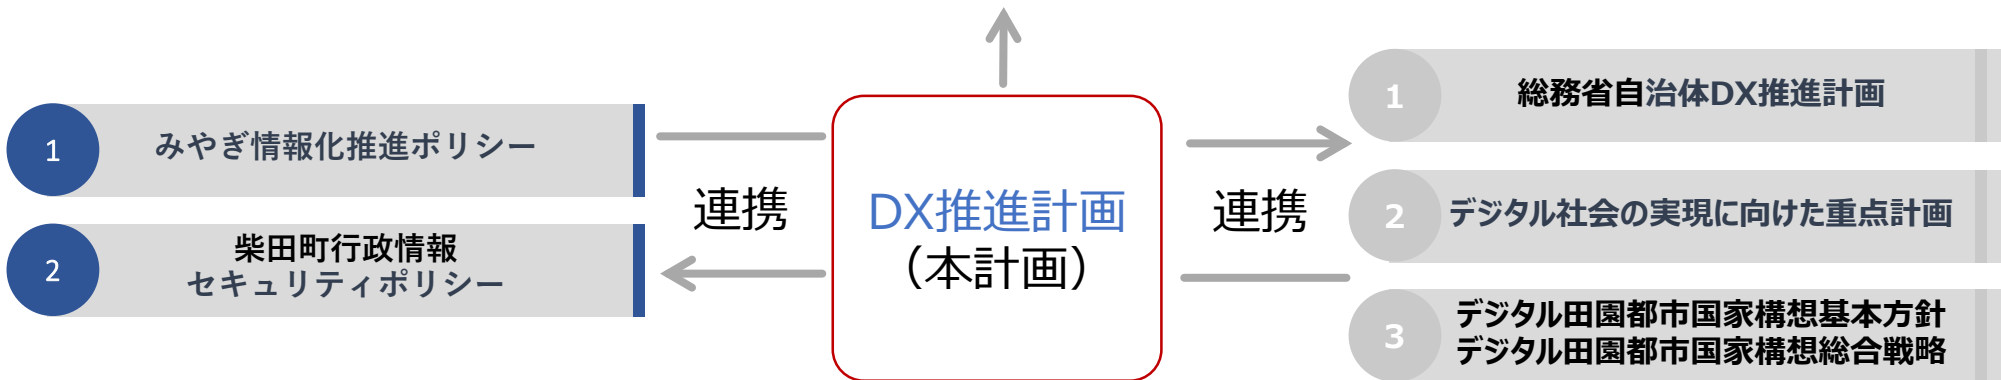 1
みやぎ情報化推進ポリシー
2
柴田町行政情報
セキュリティポリシー
連携
DX推進計画
（本計画）
連携
1
総務省自治体DX推進計画
2
デジタル社会の実現に向けた重点計画
3
デジタル田園都市国家構想基本方針
デジタル田園都市国家構想総合戦略